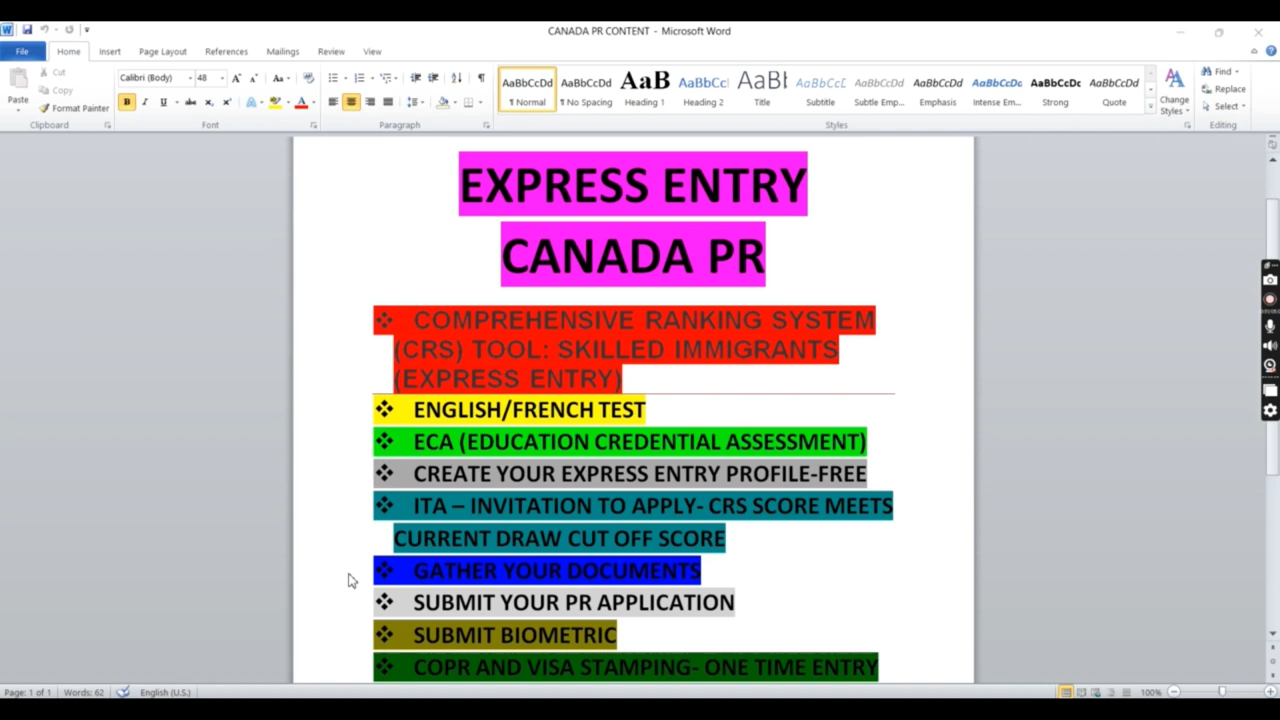 CANADA PR CONTENT - Microsoft Word
File Home Insert Page Layout References Mailings Review View
Cut
Copy
Format Painter
Paste
Clipboard
Calibri (Body) 48
Font
Paragraph
AaBbCcDd AaBbCcDd AaB AaBbCcI AaBl AaBbCcD AaBbCcDd AaBbCcDd AaBbCcDc AaBbCcDc AaBbCcDd
¶ Normal ¶ No Spacing Heading 1 Heading 2 Title Subtitle Subtle Emp... Emphasis Intense Em... Strong Quote
Styles
Change Styles
Find
Replace
Select
Editing
EXPRESS ENTRY
CANADA PR
❖ COMPREHENSIVE RANKING SYSTEM
(CRS) TOOL: SKILLED IMMIGRANTS
(EXPRESS ENTRY)
❖ ENGLISH/FRENCH TEST
❖ ECA (EDUCATION CREDENTIAL ASSESSMENT)
❖ CREATE YOUR EXPRESS ENTRY PROFILE-FREE
❖ ITA – INVITATION TO APPLY- CRS SCORE MEETS
CURRENT DRAW CUT OFF SCORE
❖ GATHER YOUR DOCUMENTS
❖ SUBMIT YOUR PR APPLICATION
❖ SUBMIT BIOMETRIC
❖ COPR AND VISA STAMPING- ONE TIME ENTRY
Page: 1 of 1 Words: 62 English (U.S.) 100%